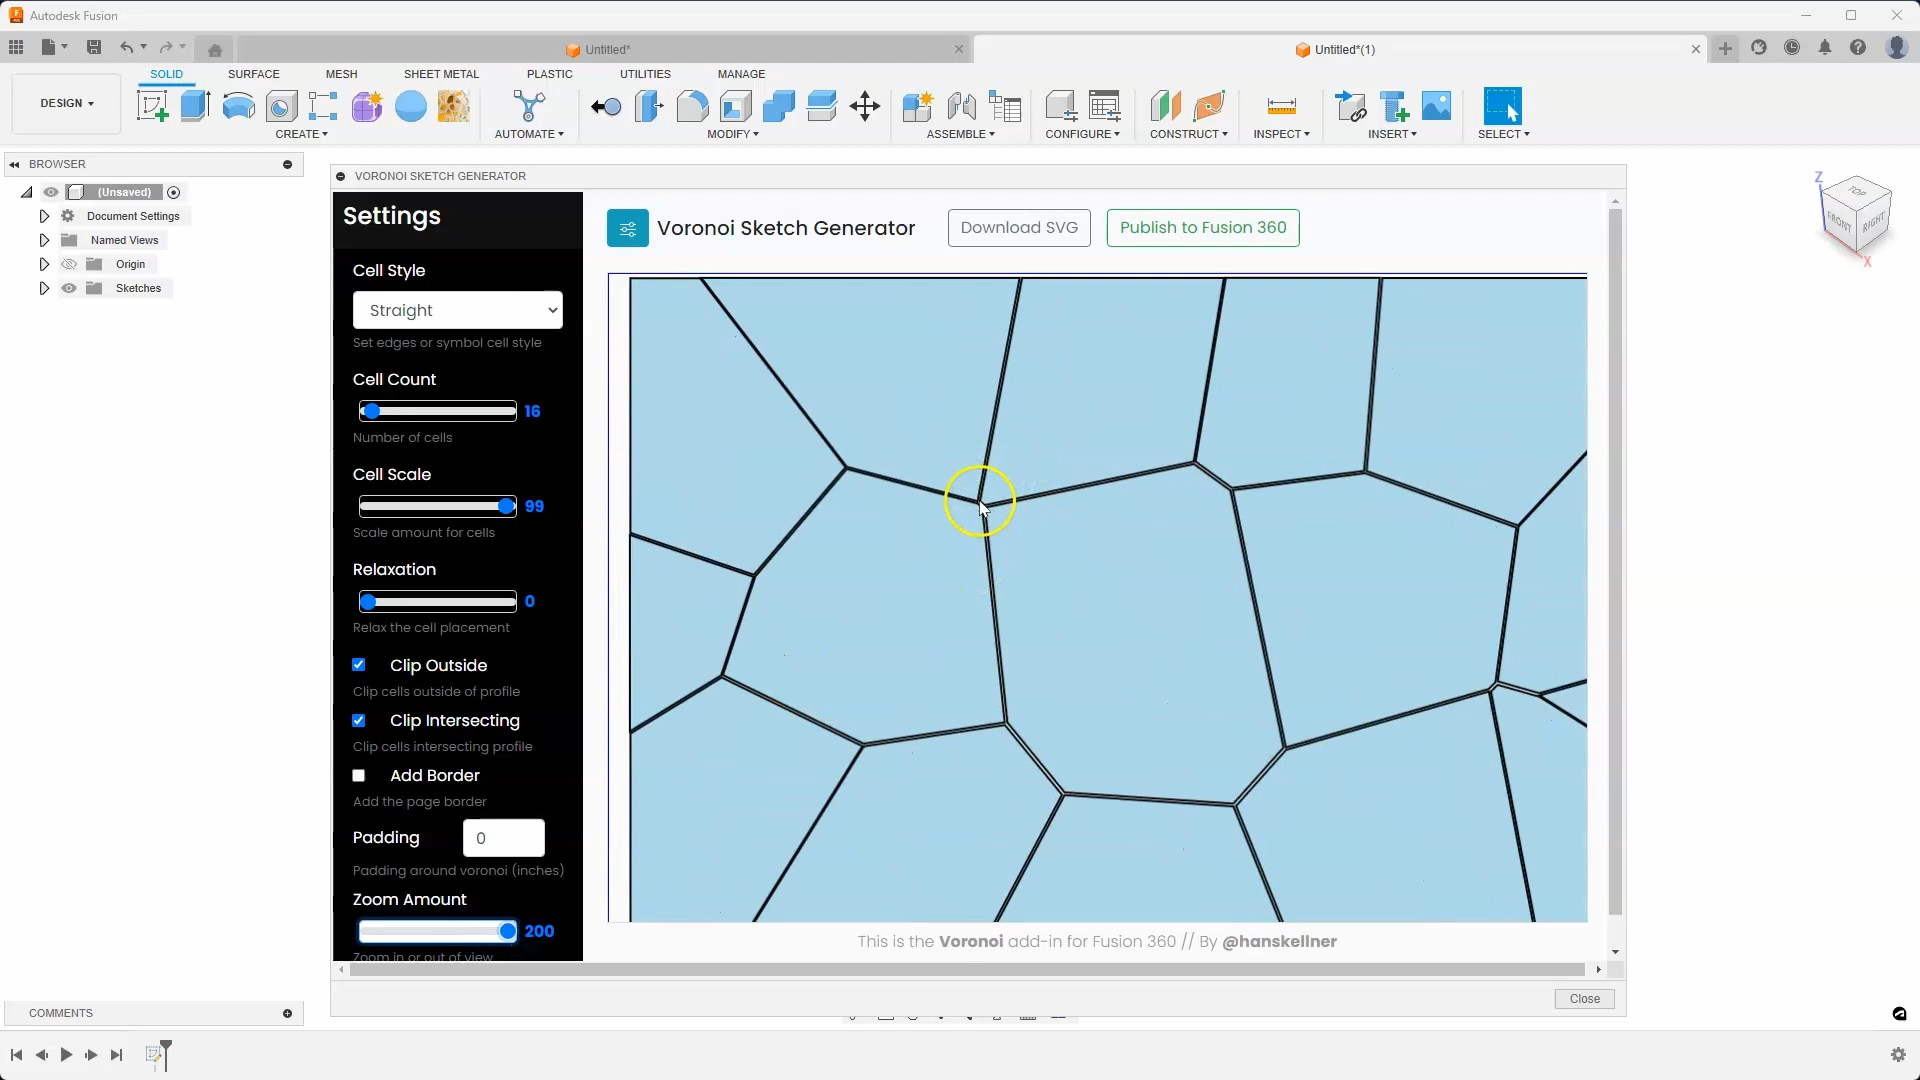 Autodesk Fusion
Untitled*
Untitled*(1)
SOLID SURFACE MESH SHEET METAL PLASTIC UTILITIES MANAGE
DESIGN
CREATE AUTOMATE MODIFY ASSEMBLE CONFIGURE CONSTRUCT INSPECT INSERT SELECT
BROWSER
(Unsaved)
Document Settings
Named Views
Origin
Sketches
VORONOI SKETCH GENERATOR
Settings
Cell Style
Straight
Set edges or symbol cell style
Cell Count
16
Number of cells
Cell Scale
99
Scale amount for cells
Relaxation
0
Relax the cell placement
Clip Outside
Clip cells outside of profile
Clip Intersecting
Clip cells intersecting profile
Add Border
Add the page border
Padding 0
Padding around voronoi (inches)
Zoom Amount
200
Zoom in or out of view
Voronoi Sketch Generator
Download SVG
Publish to Fusion 360
This is the Voronoi add-in for Fusion 360 // By @hanskellner
Close
Z
TOP
FRONT
RIGHT
X
COMMENTS